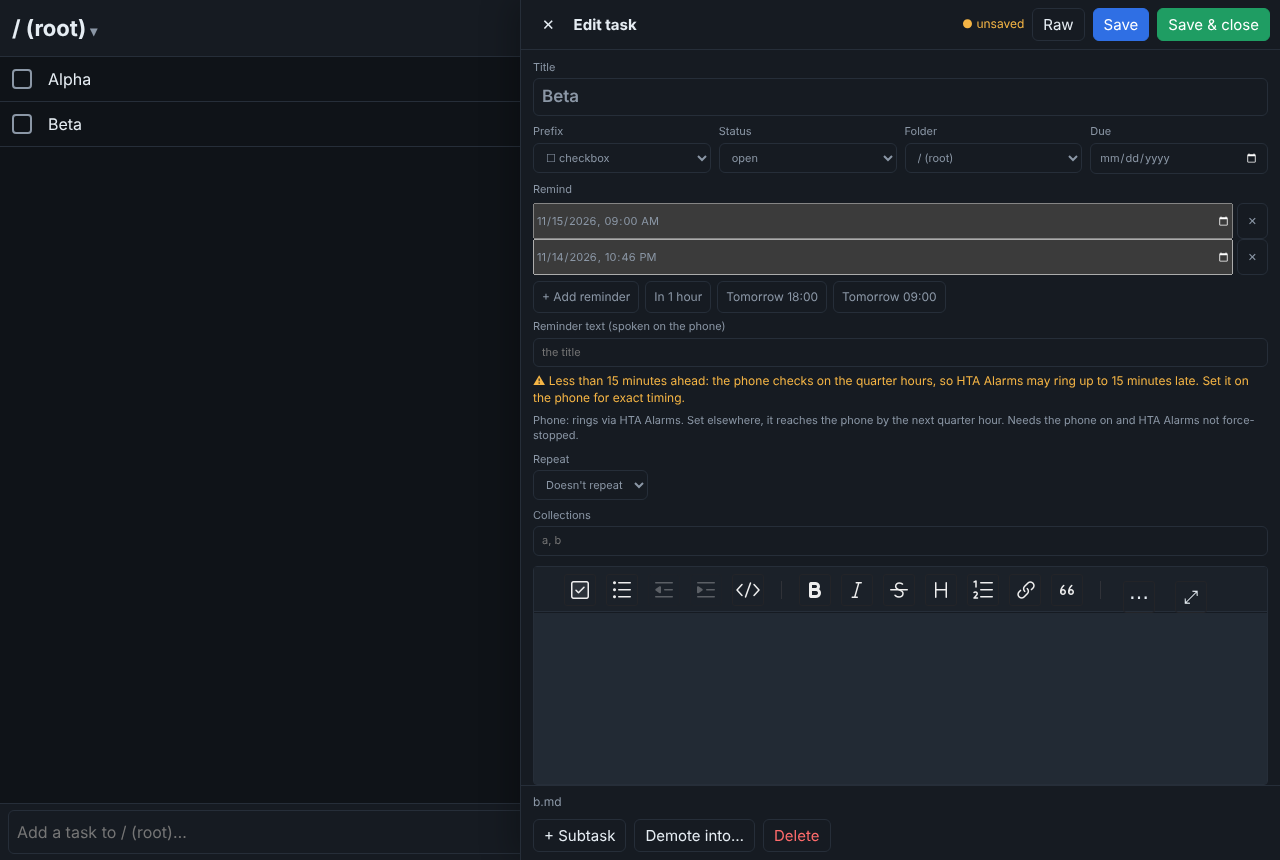 / (root) ▾
Alpha
Beta
Add a task to / (root)...
✕ Edit task
unsaved Raw Save Save & close
Title
Beta
Prefix Status Folder Due
☐ checkbox open / (root) mm/dd/yyyy
Remind
11/15/2026, 09:00 AM ×
11/14/2026, 10:46 PM ×
+ Add reminder In 1 hour Tomorrow 18:00 Tomorrow 09:00
Reminder text (spoken on the phone)
the title
⚠ Less than 15 minutes ahead: the phone checks on the quarter hours, so HTA Alarms may ring up to 15 minutes late. Set it on
the phone for exact timing.
Phone: rings via HTA Alarms. Set elsewhere, it reaches the phone by the next quarter hour. Needs the phone on and HTA Alarms not force-
stopped.
Repeat
Doesn't repeat
Collections
a, b
</> B I S H 66 ...
b.md
+ Subtask Demote into... Delete